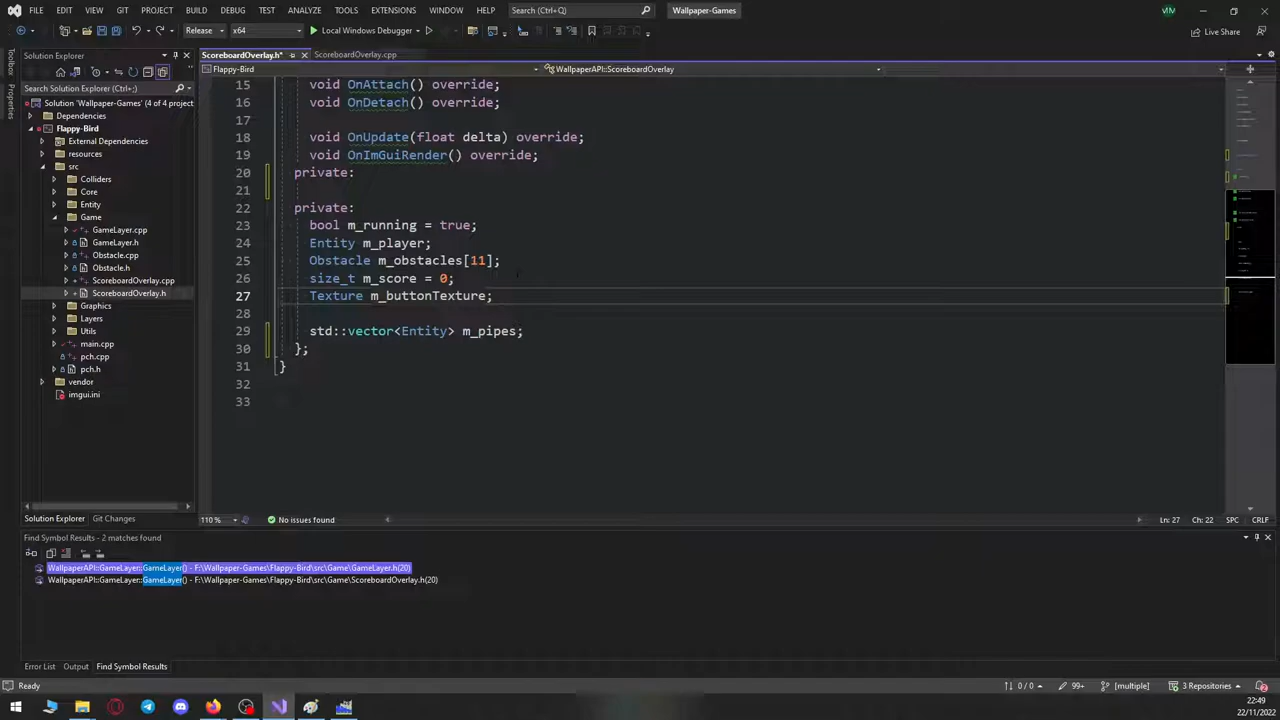 FILE EDIT VIEW GIT PROJECT BUILD DEBUG TEST ANALYZE TOOLS EXTENSIONS WINDOW HELP Search (Ctrl+Q) Wallpaper-Games VIM
Release x64 Local Windows Debugger Live Share
Toolbox
Properties
Solution Explorer
Search Solution Explorer (Ctrl+;)
Solution 'Wallpaper-Games' (4 of 4 project
Dependencies
Flappy-Bird
External Dependencies
resources
src
Colliders
Core
Entity
Game
GameLayer.cpp
GameLayer.h
Obstacle.cpp
Obstacle.h
ScoreboardOverlay.cpp
ScoreboardOverlay.h
Graphics
Layers
Utils
main.cpp
pch.cpp
pch.h
vendor
imgui.ini
Solution Explorer Git Changes
ScoreboardOverlay.h* ScoreboardOverlay.cpp
Flappy-Bird WallpaperAPI::ScoreboardOverlay
15 void OnAttach() override;
16 void OnDetach() override;
17
18 void OnUpdate(float delta) override;
19 void OnImGuiRender() override;
20 private:
21
22 private:
23 bool m_running = true;
24 Entity m_player;
25 Obstacle m_obstacles[11];
26 size_t m_score = 0;
27 Texture m_buttonTexture;
28
29 std::vector<Entity> m_pipes;
30 };
31 }
32
33
110 % No issues found Ln: 27 Ch: 22 SPC CRLF
Find Symbol Results - 2 matches found
WallpaperAPI::GameLayer::GameLayer() - F:\Wallpaper-Games\Flappy-Bird\src\Game\GameLayer.h(20)
WallpaperAPI::GameLayer::GameLayer() - F:\Wallpaper-Games\Flappy-Bird\src\Game\ScoreboardOverlay.h(20)
Error List Output Find Symbol Results
Ready 0 / 0 99+ [multiple] 3 Repositories 2
22:49
22/11/2022